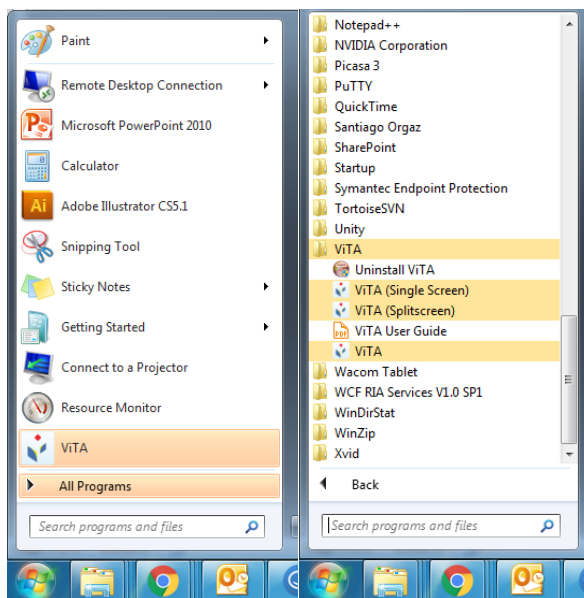 Paint
Remote Desktop Connection
Microsoft PowerPoint 2010
Calculator
Ai
Adobe Illustrator CS5.1
Snipping Tool
Sticky Notes
Getting Started
Connect to a Projector
Resource Monitor
ViTA
All Programs
Search programs and files
Notepad++
NVIDIA Corporation
Picasa 3
PuTTY
QuickTime
Santiago Orgaz
SharePoint
Startup
Symantec Endpoint Protection
TortoiseSVN
Unity
ViTA
Uninstall ViTA
ViTA (Single Screen)
ViTA (Splitscreen)
ViTA User Guide
ViTA
Wacom Tablet
WCF RIA Services V1.0 SP1
WinDirStat
WinZip
Xvid
Back
Search programs and files